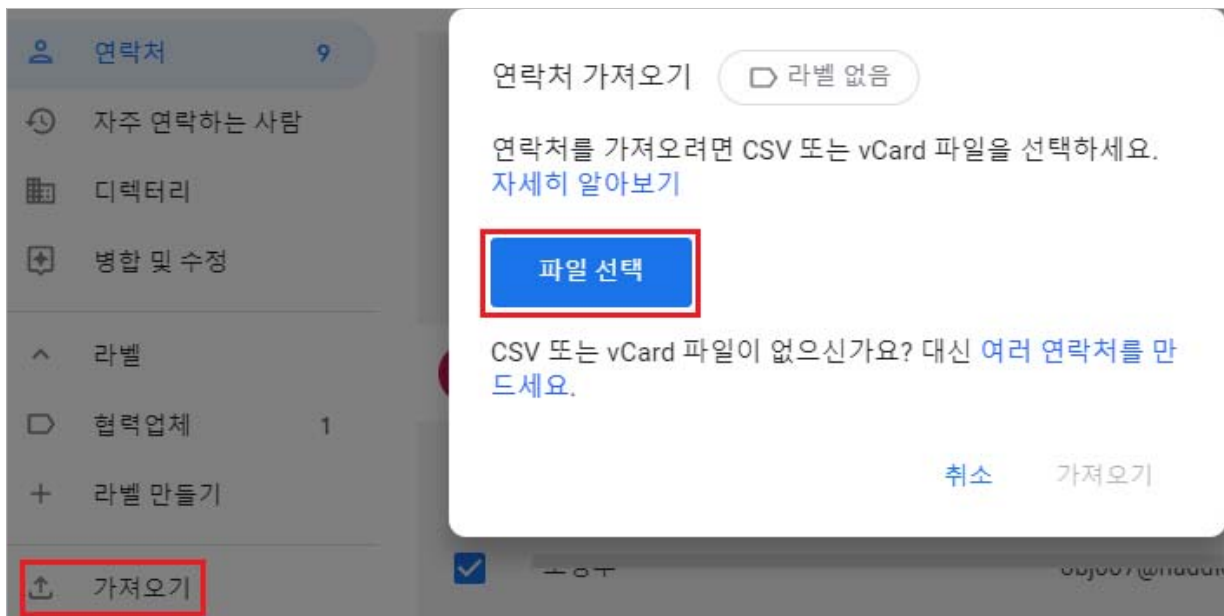 연락처 9
자주 연락하는 사람
디렉터리
병합 및 수정
라벨
협력업체 1
라벨 만들기
가져오기
연락처 가져오기 라벨 없음
연락처를 가져오려면 CSV 또는 vCard 파일을 선택하세요.
자세히 알아보기
파일 선택
CSV 또는 vCard 파일이 없으신가요? 대신 여러 연락처를 만
드세요.
취소 가져오기